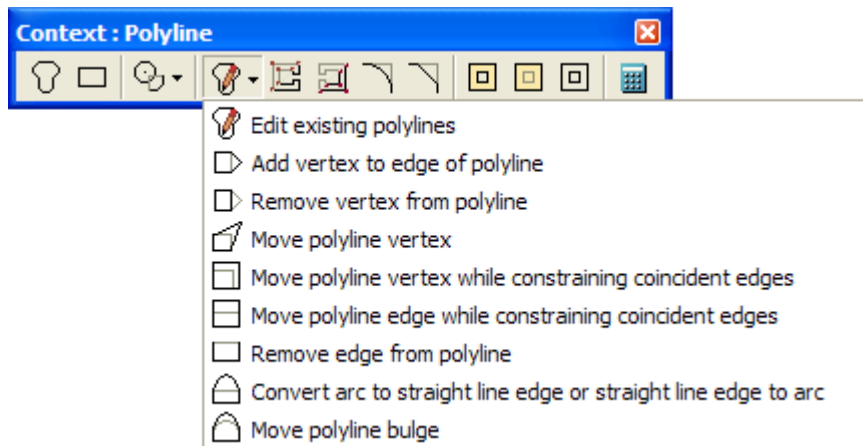 Context : Polyline
Edit existing polylines
Add vertex to edge of polyline
Remove vertex from polyline
Move polyline vertex
Move polyline vertex while constraining coincident edges
Move polyline edge while constraining coincident edges
Remove edge from polyline
Convert arc to straight line edge or straight line edge to arc
Move polyline bulge